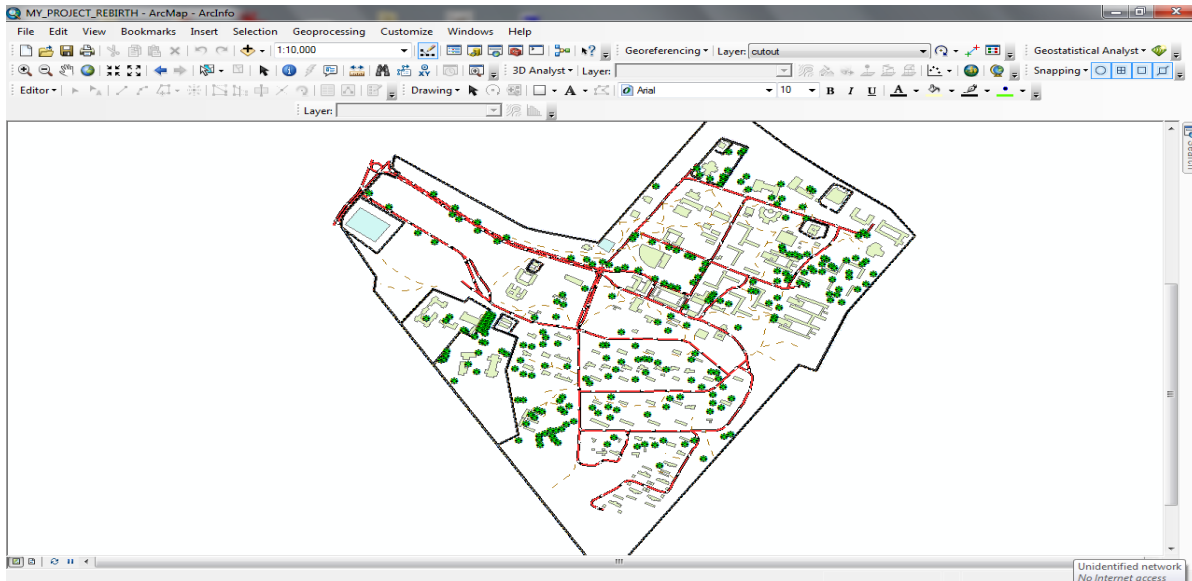 MY_PROJECT_REBIRTH - ArcMap - ArcInfo
File Edit View Bookmarks Insert Selection Geoprocessing Customize Windows Help
1:10,000 Georeferencing Layer: cutout Geostatistical Analyst
3D Analyst Layer: Snapping
Editor Drawing A Arial 10 B I U A
Layer:
Unidentified network
No Internet access